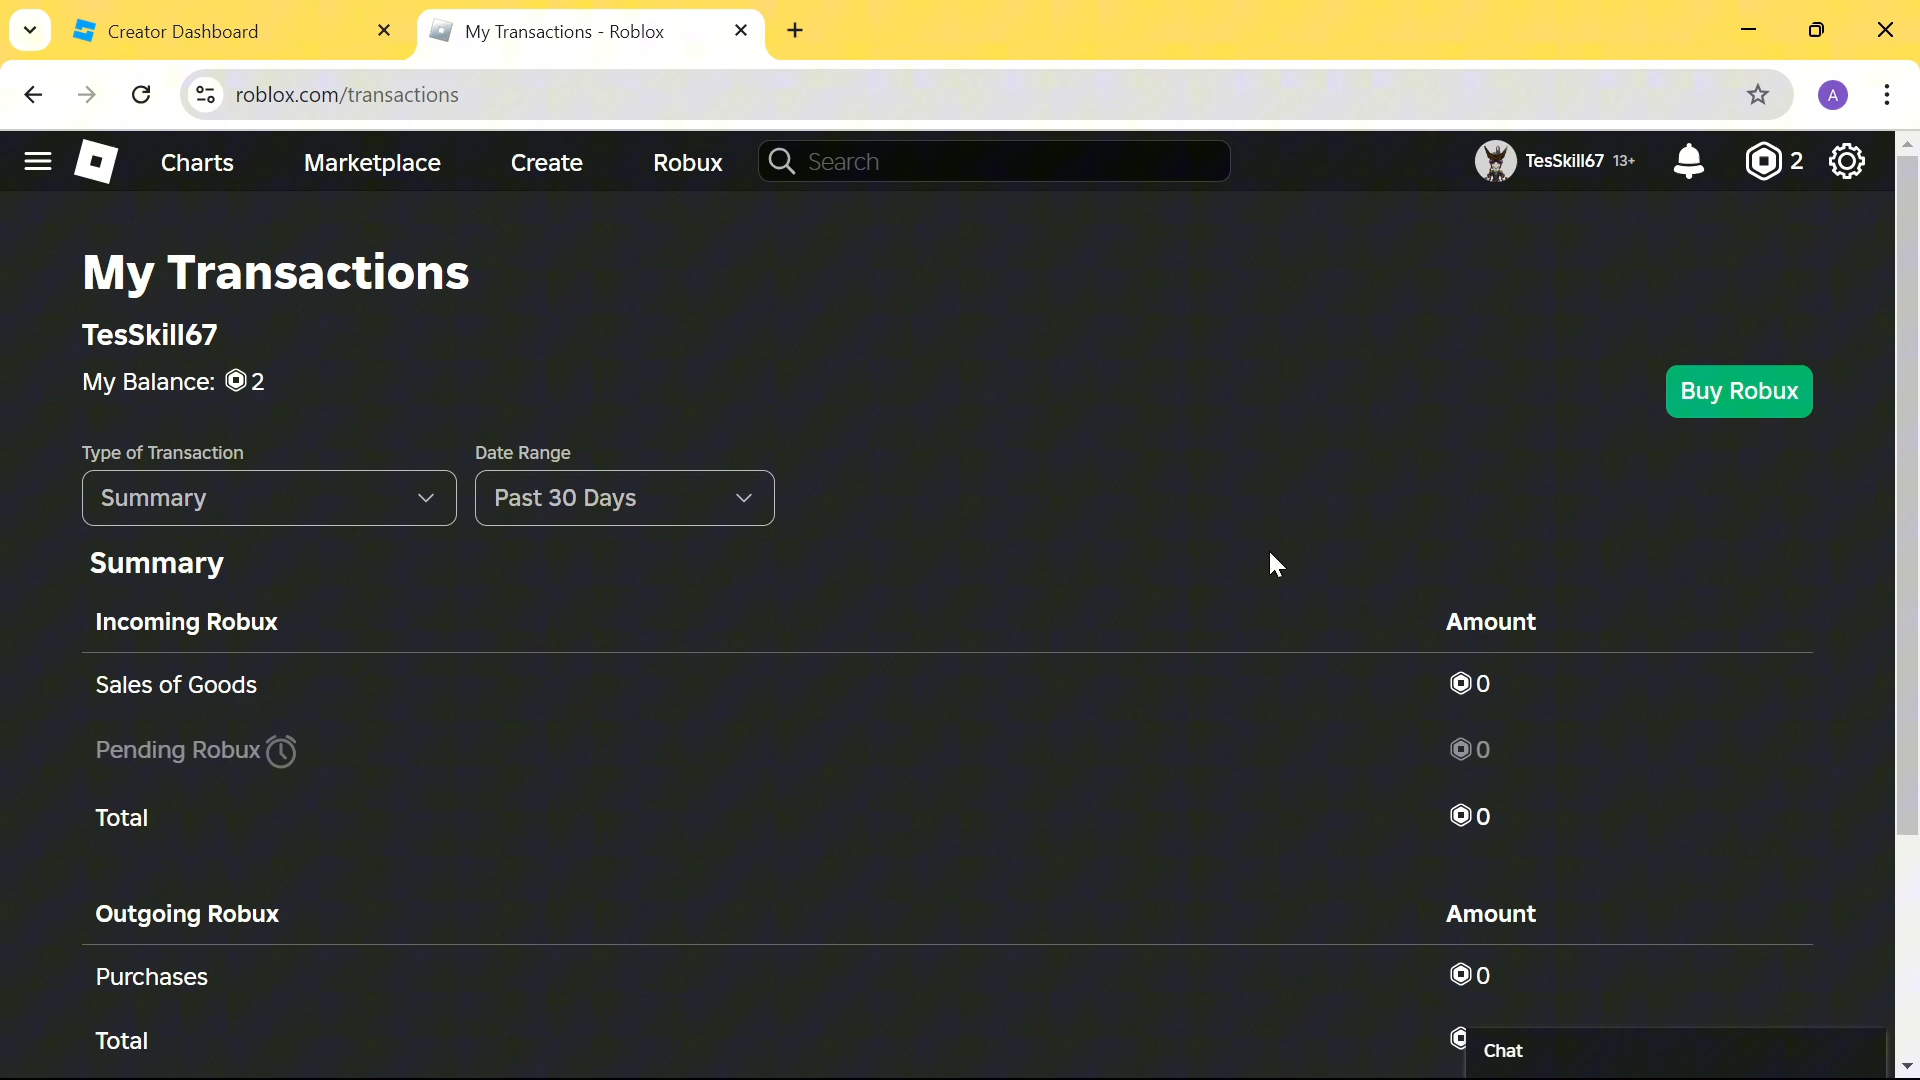 Creator Dashboard
My Transactions - Roblox
roblox.com/transactions
A
Charts
Marketplace
Create
Robux
Search
TesSkill67 13+
2
My Transactions
TesSkill67
My Balance: 2
Buy Robux
Type of Transaction
Date Range
Summary
Past 30 Days
Summary
Incoming Robux Amount
Sales of Goods 0
Pending Robux 0
Total 0
Outgoing Robux Amount
Purchases 0
Total
Chat